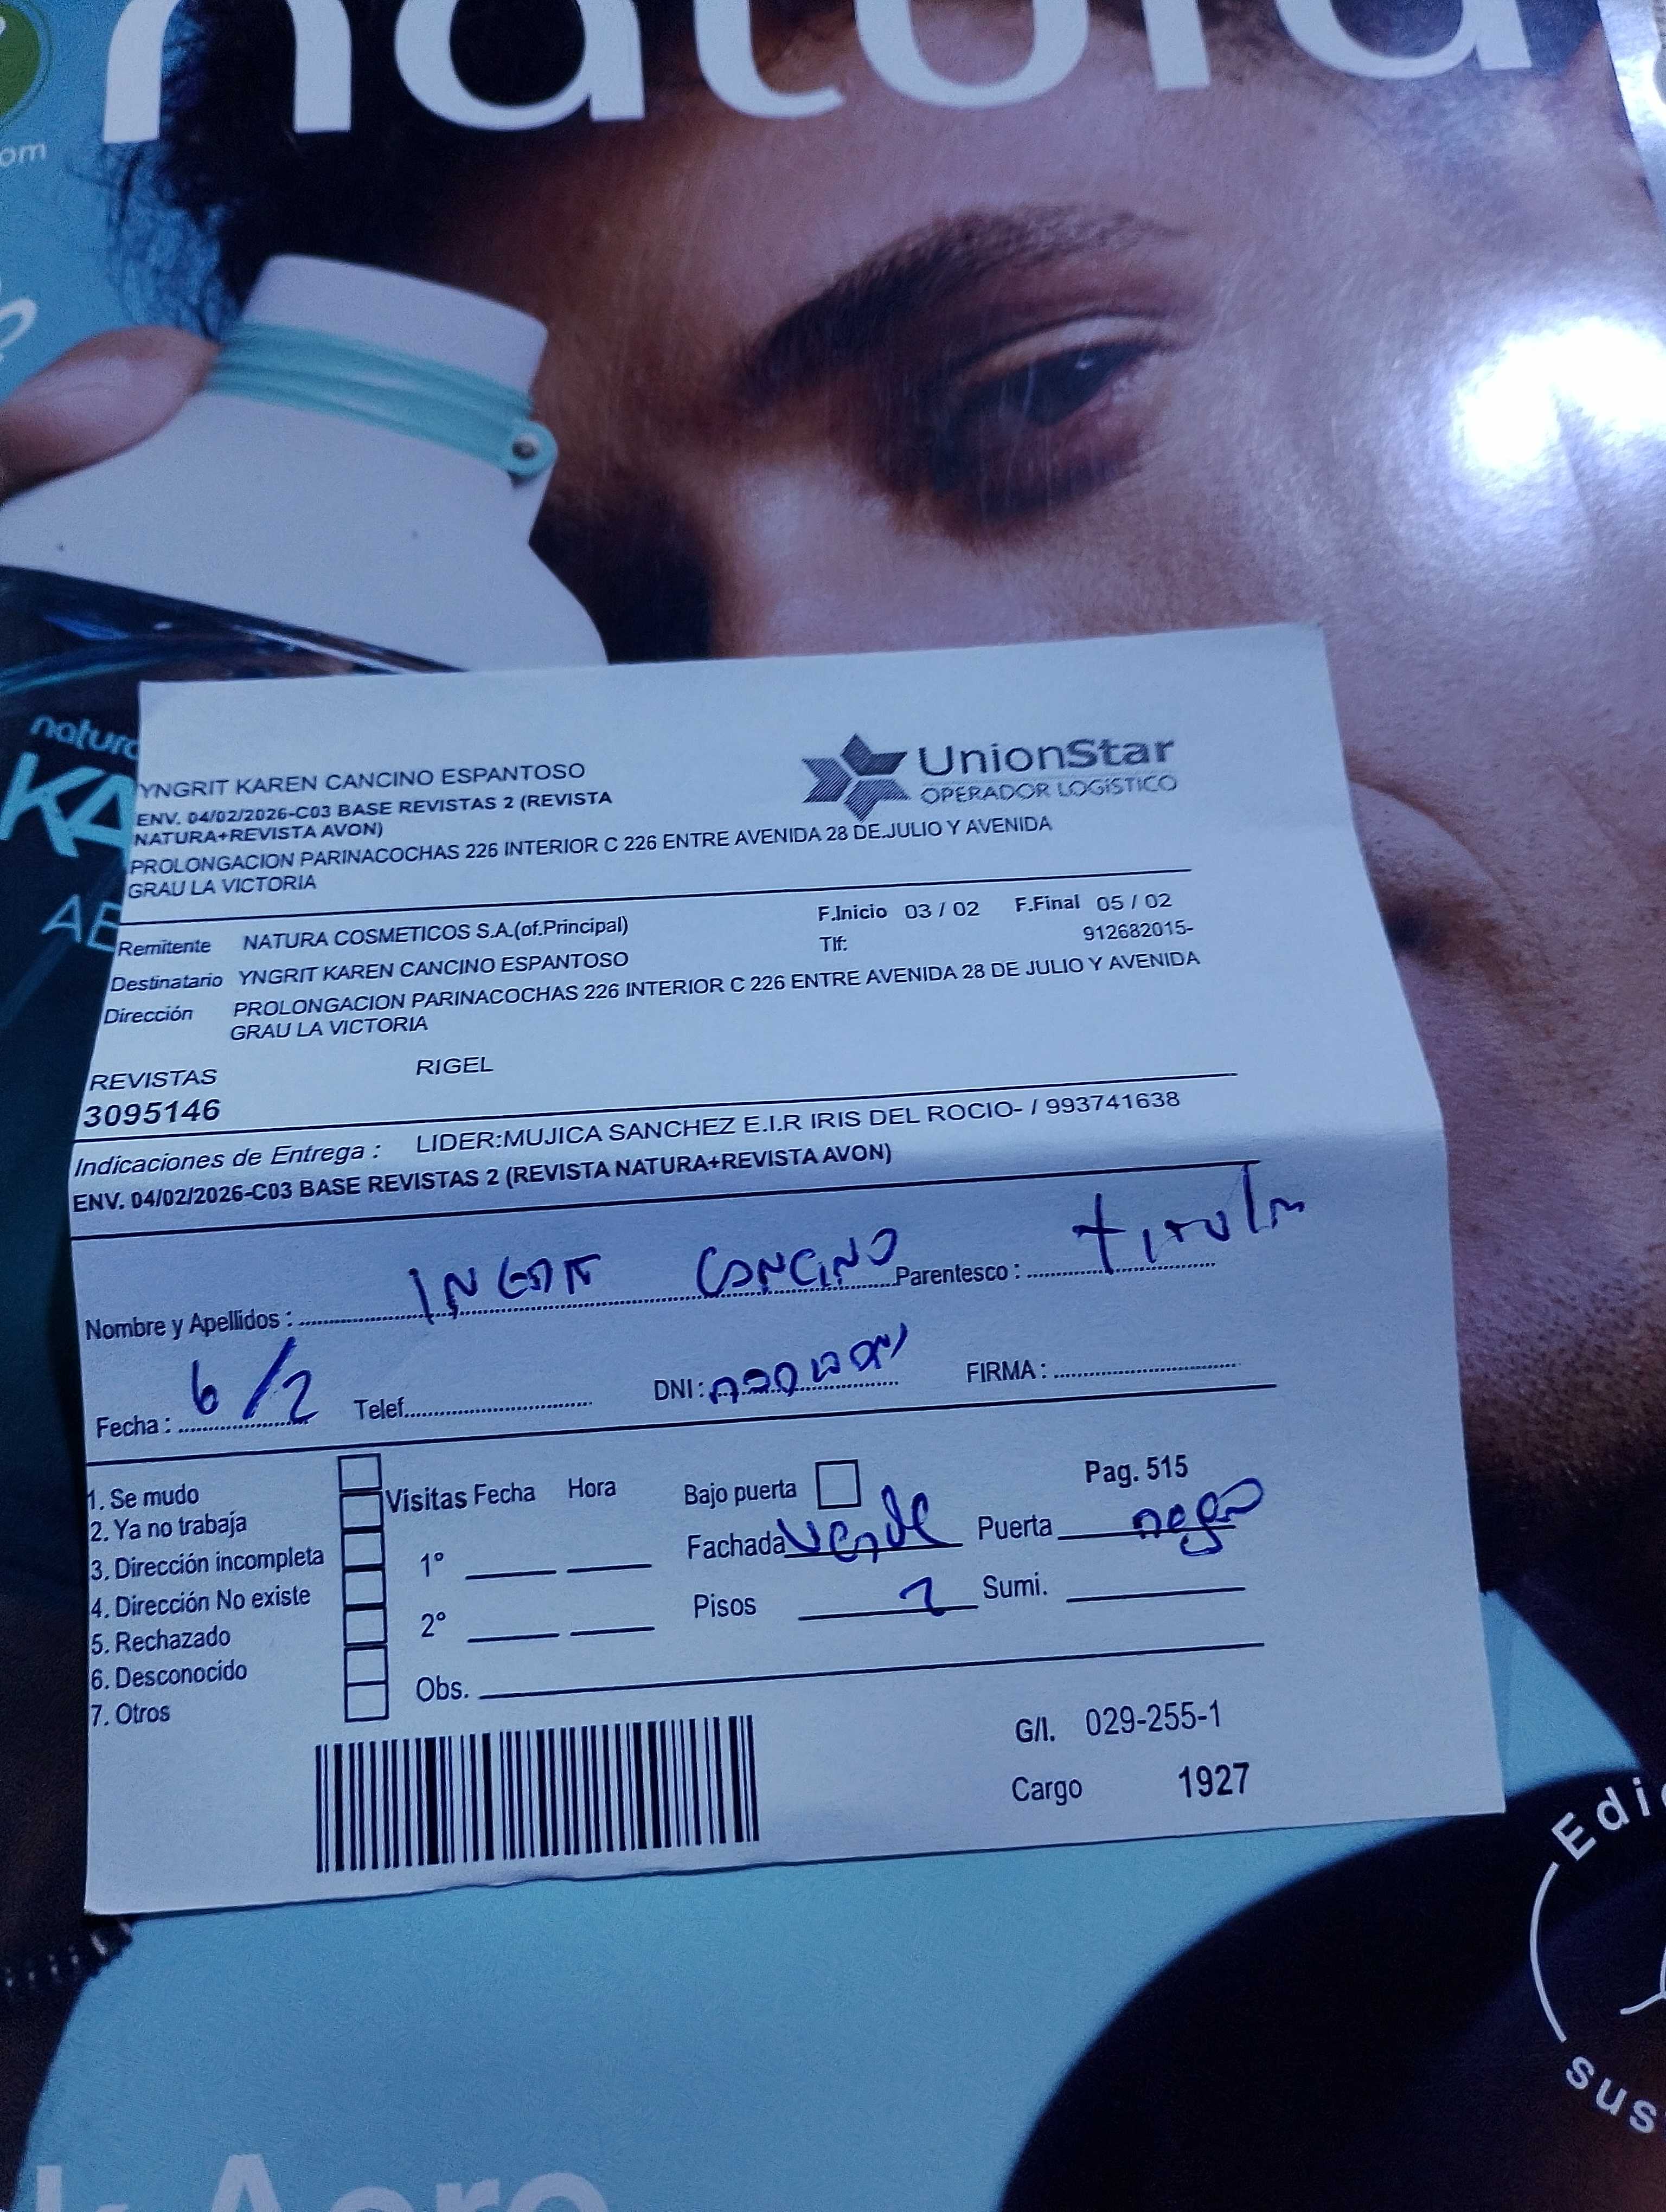 natura
om
natura
KA
AE
UnionStar
OPERADOR LOGISTICO
YNGRIT KAREN CANCINO ESPANTOSO
ENV. 04/02/2026-C03 BASE REVISTAS 2 (REVISTA
NATURA+REVISTA AVON)
PROLONGACION PARINACOCHAS 226 INTERIOR C 226 ENTRE AVENIDA 28 DE JULIO Y AVENIDA
GRAU LA VICTORIA
Remitente NATURA COSMETICOS S.A.(of.Principal) F.Inicio 03 / 02 F.Final 05 / 02
Tlf: 912682015-
Destinatario YNGRIT KAREN CANCINO ESPANTOSO
Dirección PROLONGACION PARINACOCHAS 226 INTERIOR C 226 ENTRE AVENIDA 28 DE JULIO Y AVENIDA
GRAU LA VICTORIA
REVISTAS RIGEL
3095146
Indicaciones de Entrega : LIDER:MUJICA SANCHEZ E.I.R IRIS DEL ROCIO- / 993741638
ENV. 04/02/2026-C03 BASE REVISTAS 2 (REVISTA NATURA+REVISTA AVON)
Nombre y Apellidos : CANCINO Parentesco :
Fecha : 6/2 Telef. DNI : FIRMA :
1. Se mudo
2. Ya no trabaja
3. Dirección incompleta
4. Dirección No existe
5. Rechazado
6. Desconocido
7. Otros
Visitas Fecha Hora
1°
2°
Obs.
Bajo puerta Pag. 515
Fachada Verde Puerta negro
Pisos Sumi.
G/I. 029-255-1
Cargo 1927
Edi
sus
k Aero